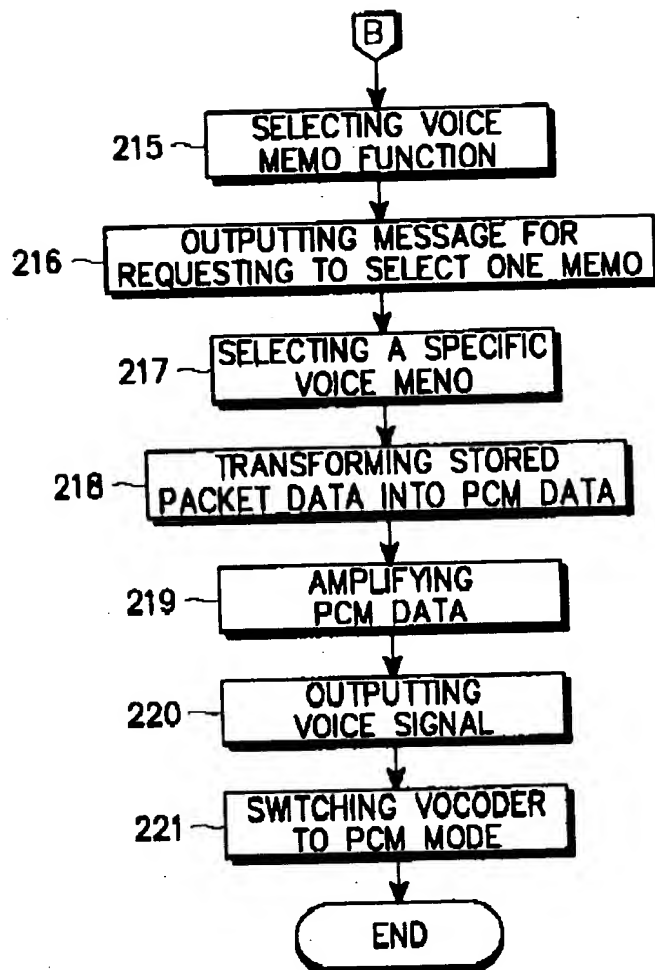 B
215
SELECTING VOICE
MEMO FUNCTION
216
OUTPUTTING MESSAGE FOR
REQUESTING TO SELECT ONE MEMO
217
SELECTING A SPECIFIC
VOICE MENO
218
TRANSFORMING STORED
PACKET DATA INTO PCM DATA
219
AMPLIFYING
PCM DATA
220
OUTPUTTING
VOICE SIGNAL
221
SWITCHING VOCODER
TO PCM MODE
END